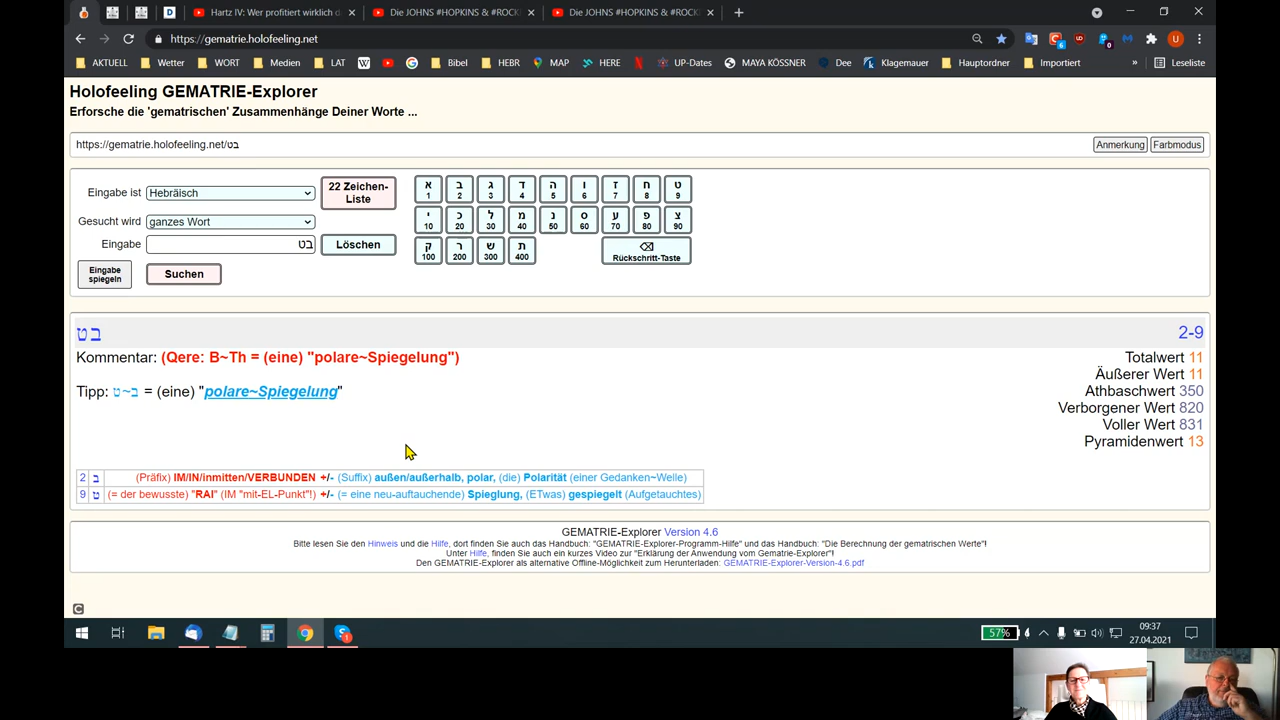 Hartz IV: Wer profitiert wirklich d
Die JOHNS #HOPKINS & #ROCK
Die JOHNS #HOPKINS & #ROCK
https://gematrie.holofeeling.net
AKTUELL Wetter WORT Medien LAT Bibel HEBR MAP HERE UP-Dates MAYA KÖSSNER Dee Klagemauer Hauptordner Importiert » Leseliste
Holofeeling GEMATRIE-Explorer
Erforsche die 'gematrischen' Zusammenhänge Deiner Worte ...
https://gematrie.holofeeling.net/בט
Anmerkung Farbmodus
Eingabe ist Hebräisch
22 Zeichen-Liste
Gesucht wird ganzes Wort
Eingabe בט Löschen
Eingabe spiegeln Suchen
א ב ג ד ה ו ז ח ט
1 2 3 4 5 6 7 8 9
י כ ל מ נ ס ע פ צ
10 20 30 40 50 60 70 80 90
ק ר ש ת
100 200 300 400 Rückschritt-Taste
בט 2-9
Kommentar: (Qere: B~Th = (eine) "polare~Spiegelung") Totalwert 11
Äußerer Wert 11
Tipp: ב~ט = (eine) "polare~Spiegelung" Athbaschwert 350
Verborgener Wert 820
Voller Wert 831
Pyramidenwert 13
2 ב (Präfix) IM/IN/inmitten/VERBUNDEN +/- (Suffix) außen/außerhalb, polar, (die) Polarität (einer Gedanken~Welle)
9 ט (= der bewusste) "RAI" (IM "mit-EL-Punkt"!) +/- (= eine neu-auftauchende) Spieglung, (ETwas) gespiegelt (Aufgetauchtes)
GEMATRIE-Explorer Version 4.6
Bitte lesen Sie den Hinweis und die Hilfe, dort finden Sie auch das Handbuch: "GEMATRIE-Explorer-Programm-Hilfe" und das Handbuch: "Die Berechnung der gematrischen Werte"!
Unter Hilfe, finden Sie auch ein kurzes Video zur "Erklärung der Anwendung vom Gematrie-Explorer"!
Den GEMATRIE-Explorer als alternative Offline-Möglichkeit zum Herunterladen: GEMATRIE-Explorer-Version-4.6.pdf
57%
09:37
27.04.2021